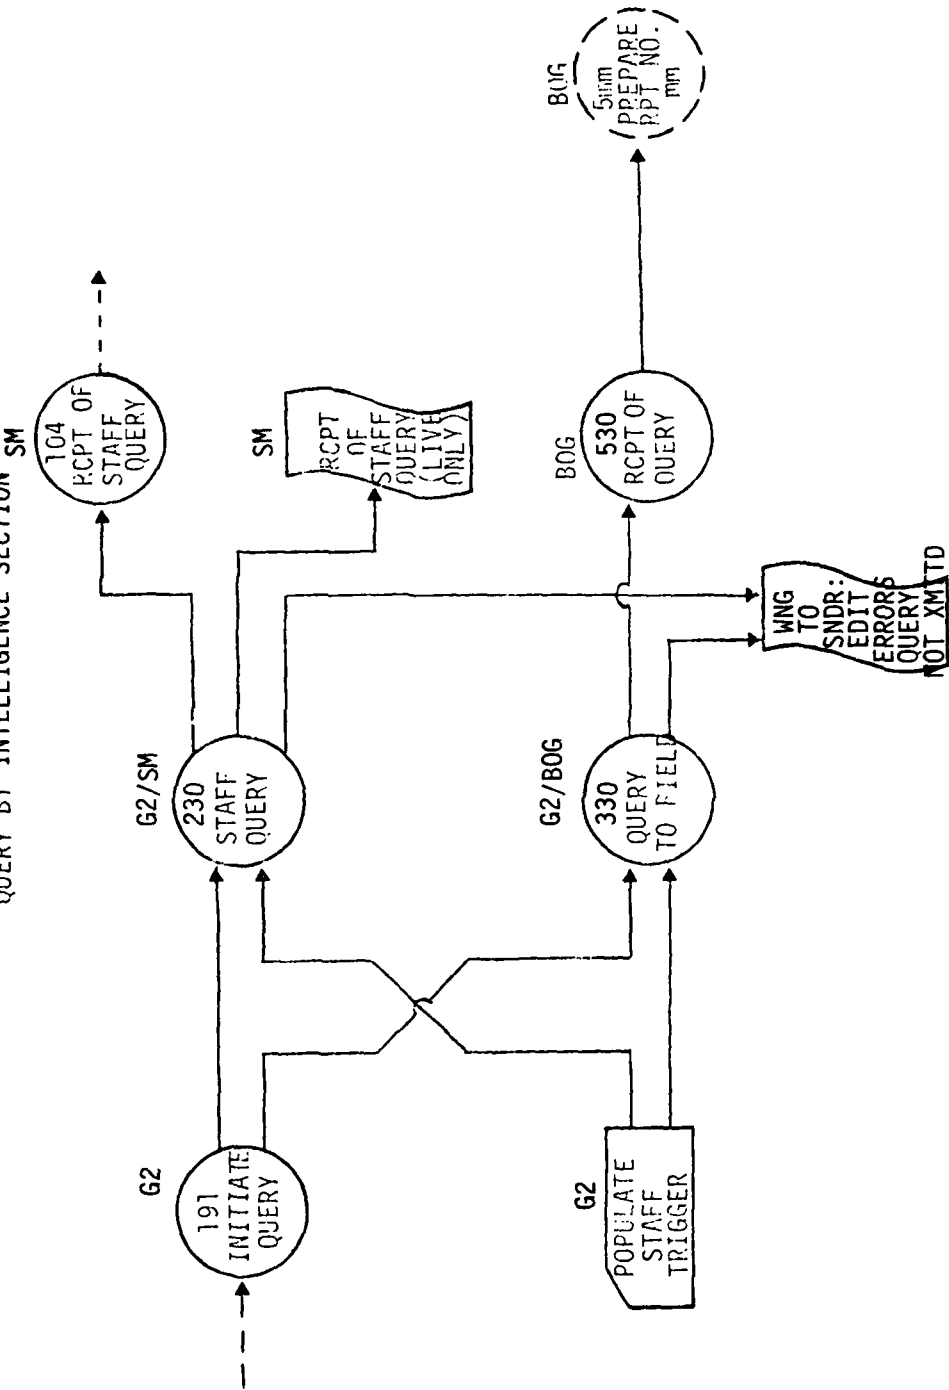 QUERY BY INTELLIGENCE SECTION
G2
191
INITIATE
QUERY
G2
POPULATE
STAFF
TRIGGER
G2/SM
230
STAFF
QUERY
G2/BOG
330
QUERY
TO FIELD
SM
104
RCPT OF
STAFF
QUERY
SM
RCPT
OF
STAFF
QUERY
(LIVE
ONLY)
BOG
530
RCPT OF
QUERY
WNG
TO
SNDR:
EDIT
ERRORS
QUERY
NOT XMITD
BOG
5mm
PREPARE
RPT NO.
mm